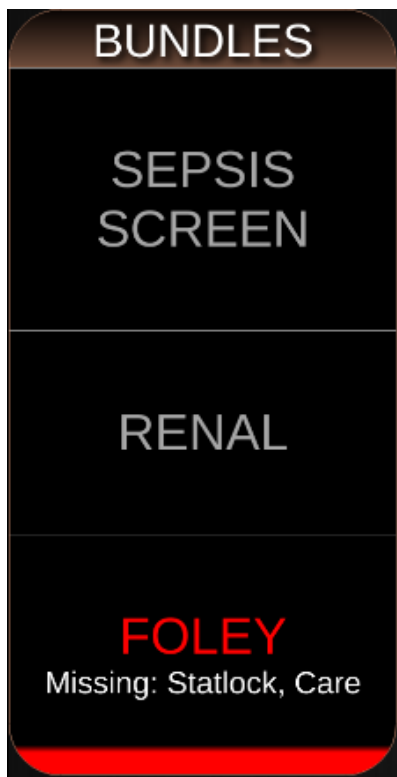 BUNDLES
SEPSIS
SCREEN
RENAL
FOLEY
Missing: Statlock, Care